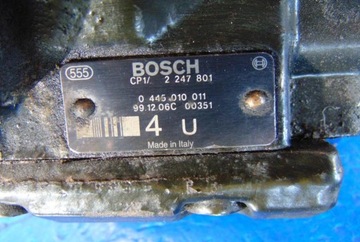 555
BOSCH
CP1/ 2 247 801
0 445 010 011
99.12.06C 00351
4 U
Made in Italy